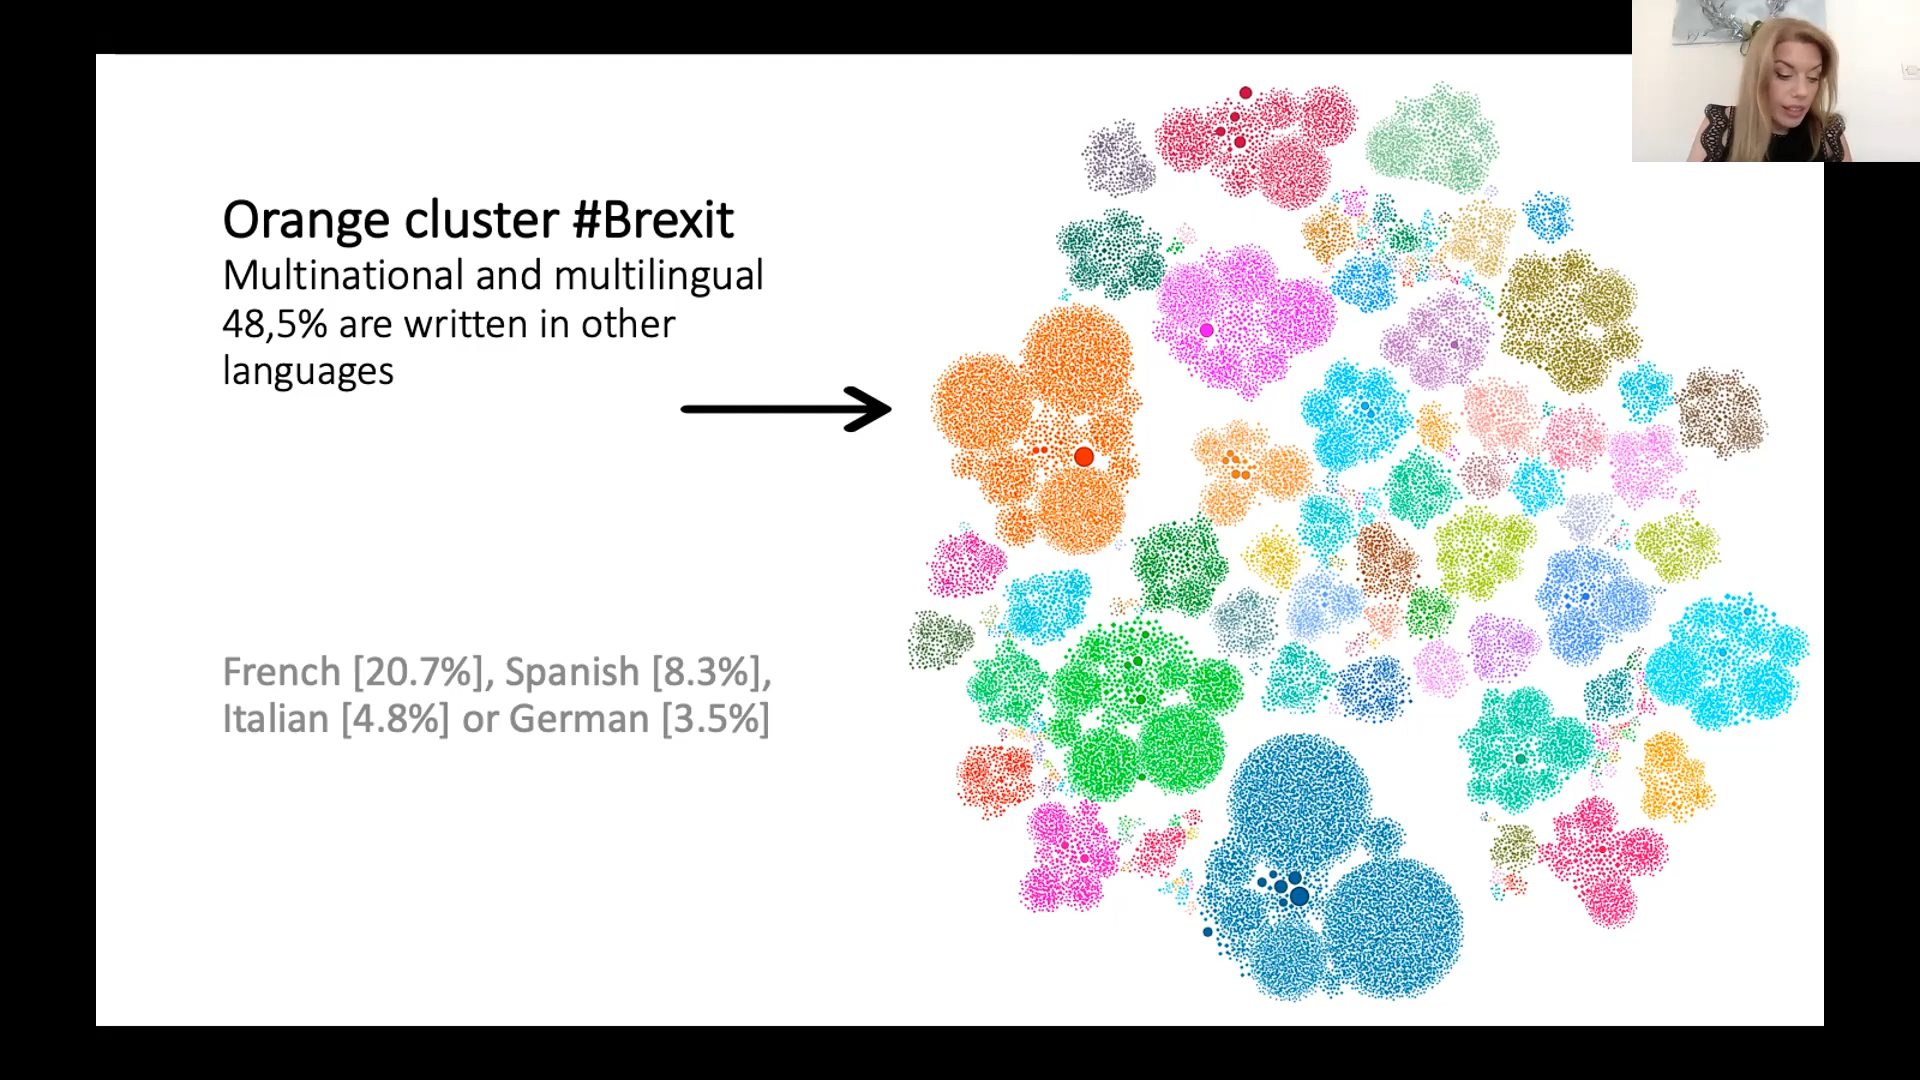 Orange cluster #Brexit
Multinational and multilingual
48,5% are written in other
languages
French [20.7%], Spanish [8.3%],
Italian [4.8%] or German [3.5%]